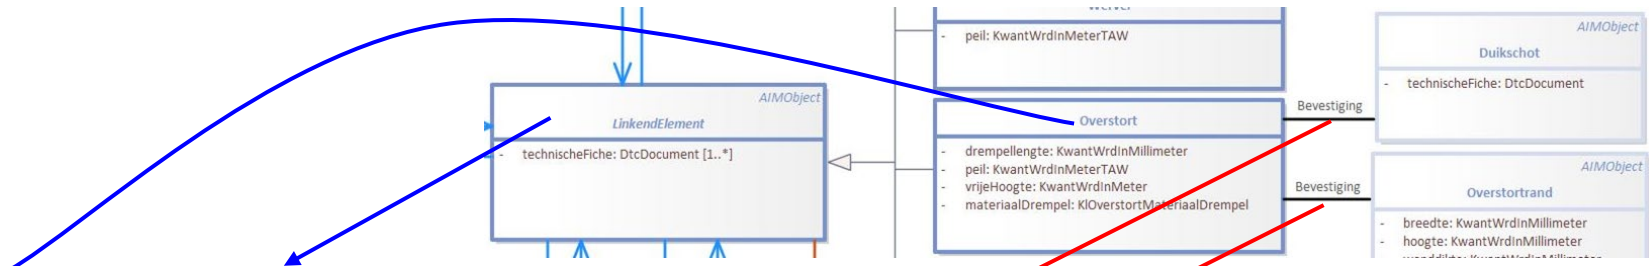 Wervel
- peil: KwantWrdInMeterTAW
AIMObject
Duikschot
- technischeFiche: DtcDocument
AIMObject
LinkendElement
- technischeFiche: DtcDocument [1..*]
Overstort
- drempellengte: KwantWrdInMillimeter
- peil: KwantWrdInMeterTAW
- vrijeHoogte: KwantWrdInMeter
- materiaalDrempel: KlOverstortMateriaalDrempel
Bevestiging
Bevestiging
AIMObject
Overstortrand
- breedte: KwantWrdInMillimeter
- hoogte: KwantWrdInMillimeter